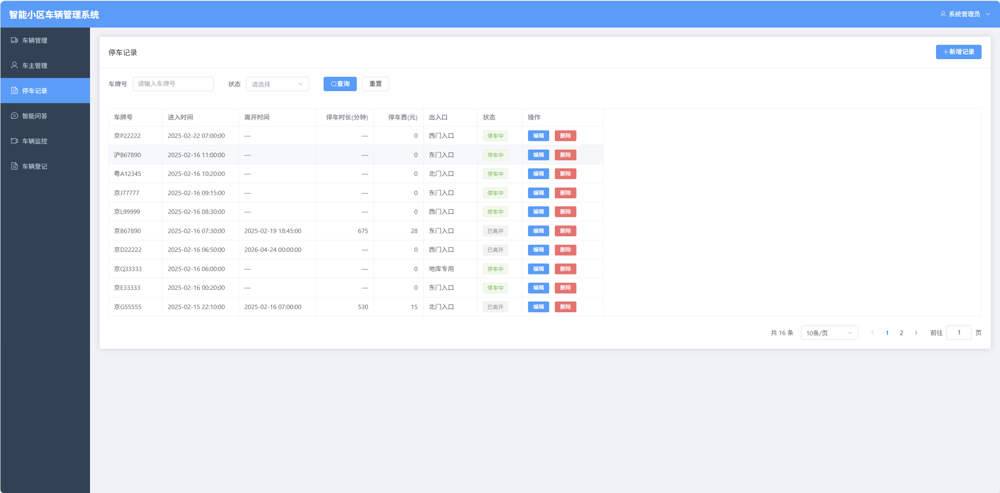 智能小区车辆管理系统
系统管理员
车辆管理
车主管理
停车记录
智能问答
车辆监控
车辆登记
停车记录
新增记录
车牌号 请输入车牌号 状态 请选择 查询 重置
车牌号 进入时间 离开时间 停车时长(分钟) 停车费(元) 出入口 状态 操作
京P22222 2025-02-22 07:00:00 — — 0 西门入口 停车中 编辑 删除
沪B67890 2025-02-16 11:00:00 — — 0 东门入口 停车中 编辑 删除
粤A12345 2025-02-16 10:20:00 — — 0 北门入口 停车中 编辑 删除
京J77777 2025-02-16 09:15:00 — — 0 东门入口 停车中 编辑 删除
京L99999 2025-02-16 08:30:00 — — 0 西门入口 停车中 编辑 删除
京B67890 2025-02-16 07:30:00 2025-02-19 18:45:00 675 28 东门入口 已离开 编辑 删除
京D22222 2025-02-16 06:50:00 2026-04-24 00:00:00 — 0 西门入口 已离开 编辑 删除
京Q33333 2025-02-16 06:00:00 — — 0 地库专用 停车中 编辑 删除
京E33333 2025-02-16 00:20:00 — — 0 东门入口 停车中 编辑 删除
京G55555 2025-02-15 22:10:00 2025-02-16 07:00:00 530 15 北门入口 已离开 编辑 删除
共 16 条 10条/页 1 2 前往 1 页